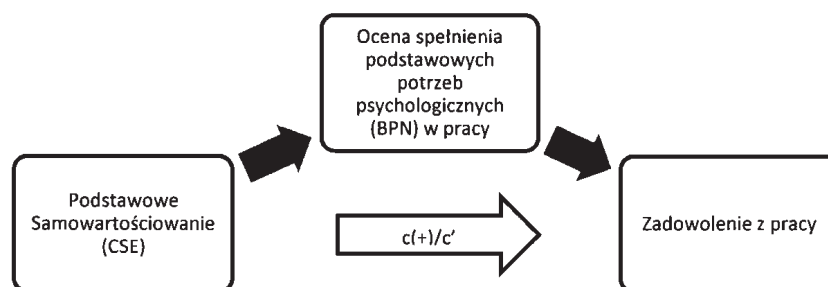 Ocena spełnienia
podstawowych
potrzeb
psychologicznych
(BPN) w pracy
Podstawowe
Samowartościowanie
(CSE)
c(+)/c'
Zadowolenie z pracy